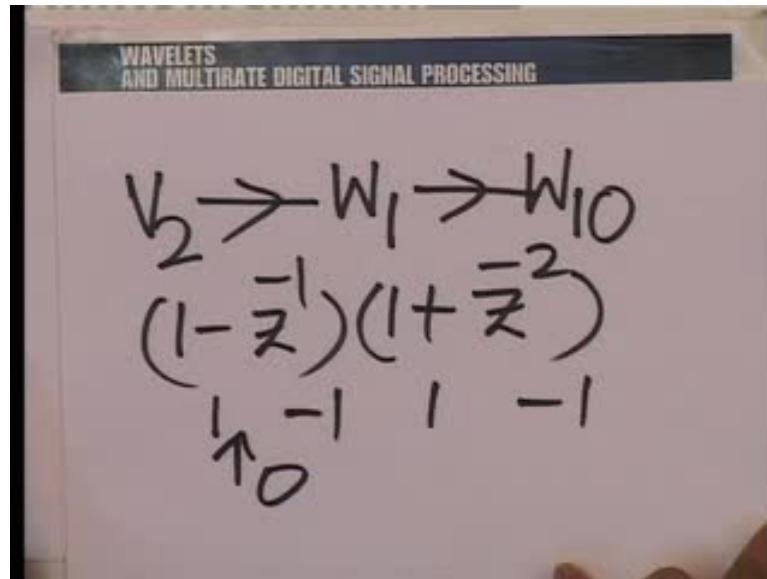 WAVELETS
AND MULTIRATE DIGITAL SIGNAL PROCESSING
V₂ → W₁ → W₁₀
(1 - z⁻¹)(1 + z⁻²)
1 -1 1 -1
↑0